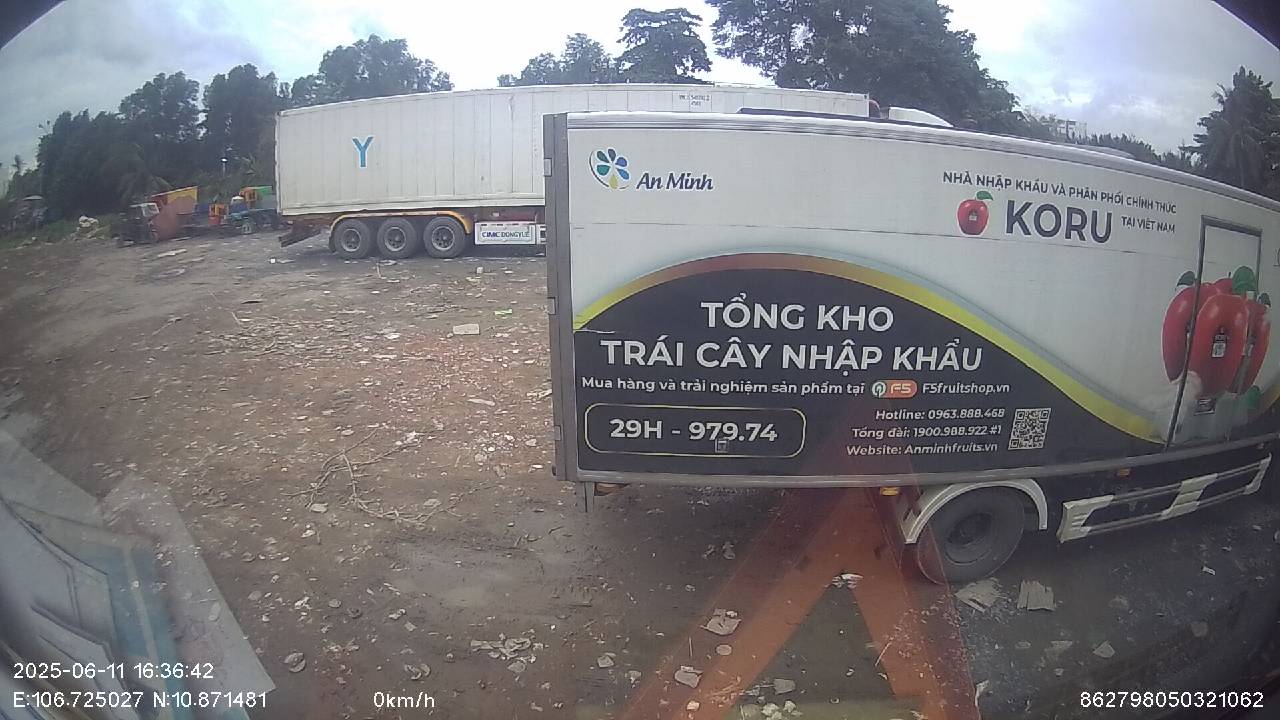 Y
CIMC DONGYUE
An Minh
NHÀ NHẬP KHẨU VÀ PHÂN PHỐI CHÍNH THỨC
KORU TẠI VIỆT NAM
TỔNG KHO
TRÁI CÂY NHẬP KHẨU
Mua hàng và trải nghiệm sản phẩm tại F5 F5fruitshop.vn
29H - 979.74
Hotline: 0963.888.468
Tổng đài: 1900.988.922 #1
Website: Anminhfruits.vn
2025-06-11 16:36:42
E:106.725027 N:10.871481 0km/h 862798050321062